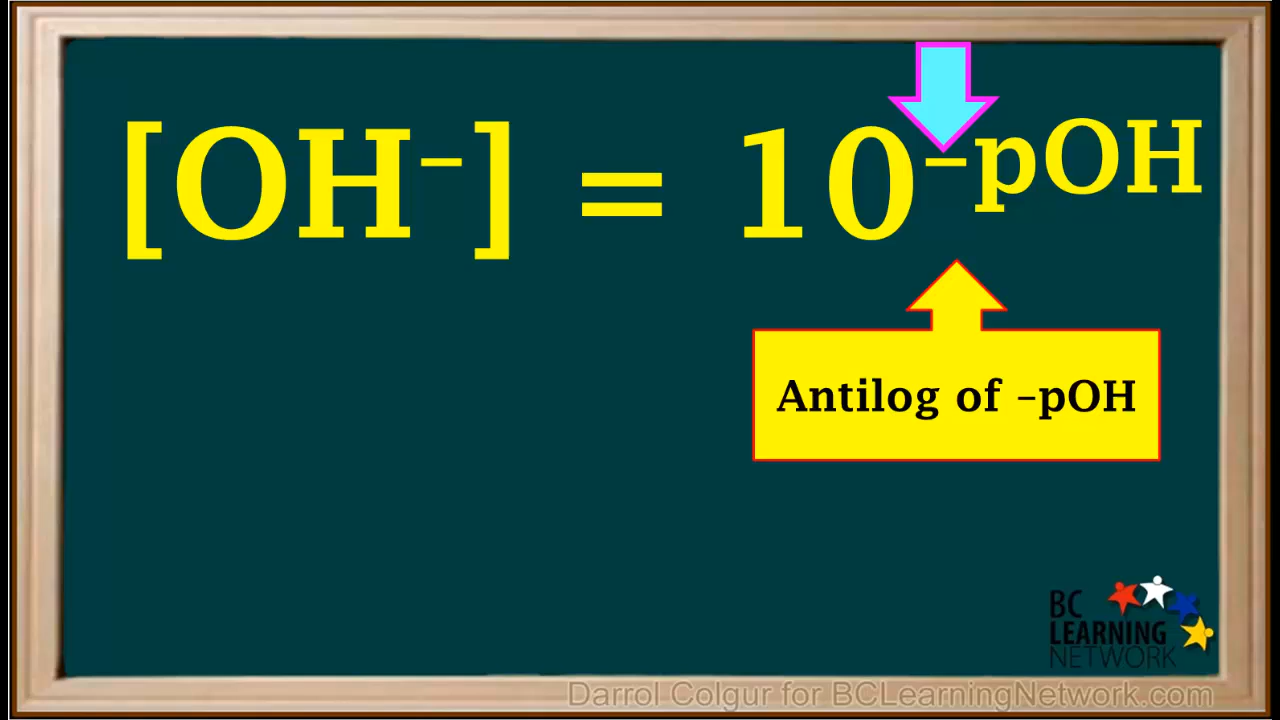 [OH⁻] = 10⁻ᵖᴼᴴ
Antilog of –pOH
BC
LEARNING
NETWORK
Darrol Colgur for BCLearningNetwork.com